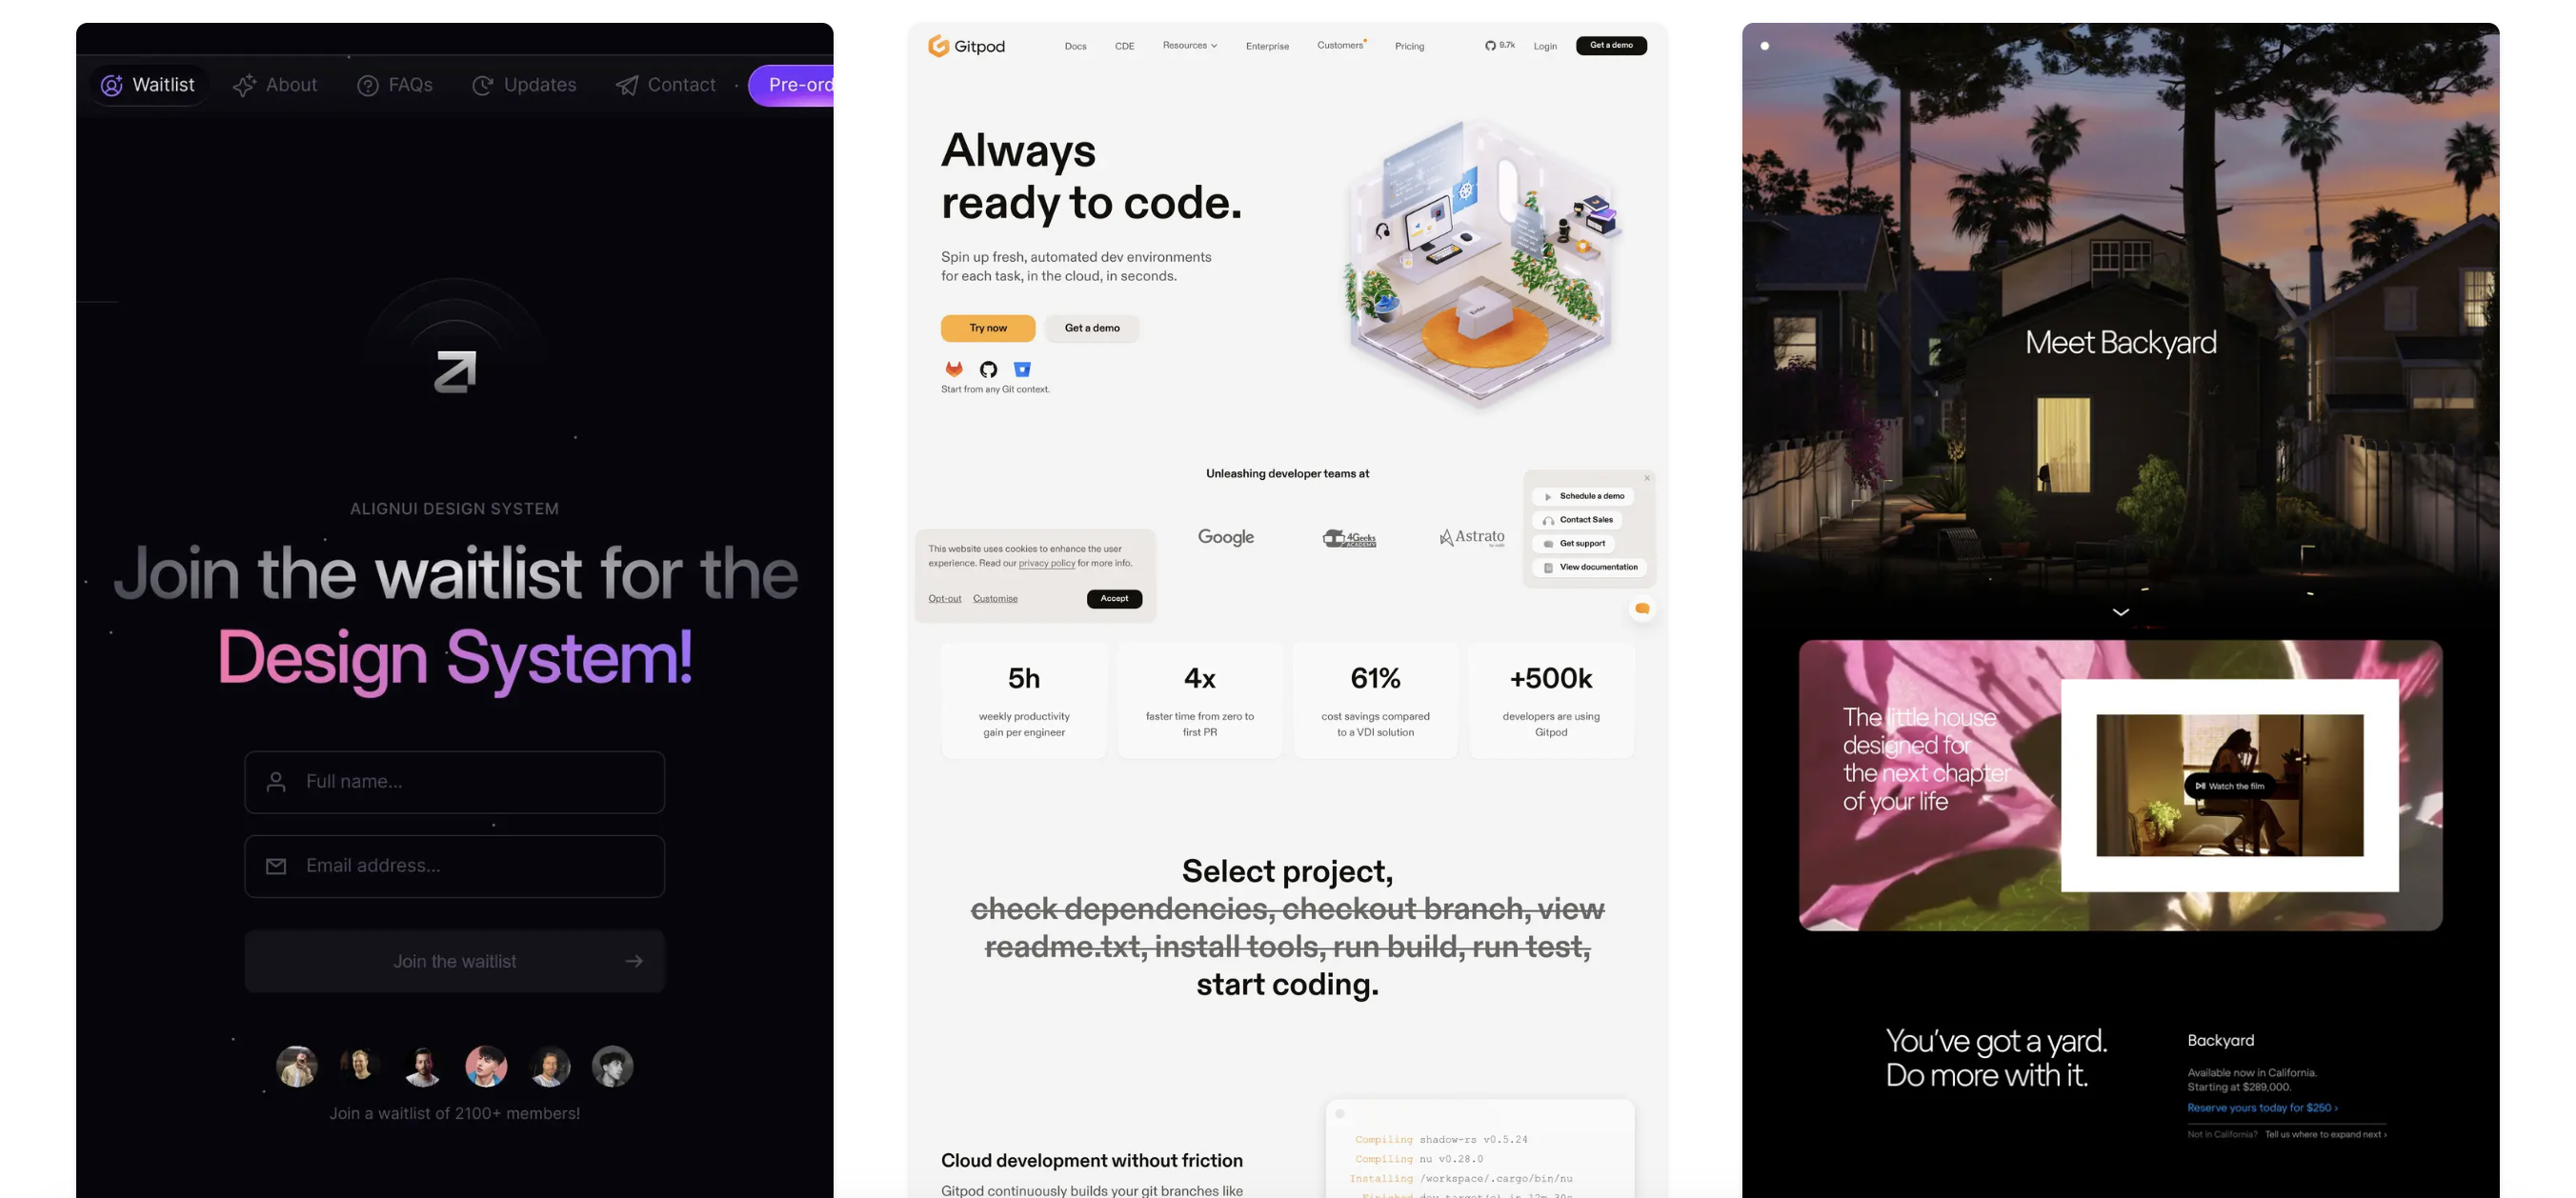 Waitlist
About
FAQs
Updates
Contact
Pre-ord
ALIGNUI DESIGN SYSTEM
Join the waitlist for the
Design System!
Full name...
Email address...
Join the waitlist
Join a waitlist of 2100+ members!
Gitpod
Docs
CDE
Resources
Enterprise
Customers
Pricing
9.7k
Login
Get a demo
Always
ready to code.
Spin up fresh, automated dev environments
for each task, in the cloud, in seconds.
Try now
Get a demo
Start from any Git context.
Enter
Unleashing developer teams at
Google
4Geeks
ACADEMY
Astrato
Schedule a demo
Contact Sales
Get support
View documentation
This website uses cookies to enhance the user
experience. Read our privacy policy for more info.
Opt-out
Customise
Accept
5h
weekly productivity
gain per engineer
4x
faster time from zero to
first PR
61%
cost savings compared
to a VDI solution
+500k
developers are using
Gitpod
Select project,
check dependencies, checkout branch, view
readme.txt, install tools, run build, run test,
start coding.
Cloud development without friction
Gitpod continuously builds your git branches like
Compiling shadow-rs v0.5.24
Compiling nu v0.28.0
Installing /workspace/.cargo/bin/nu
Meet Backyard
The little house
designed for
the next chapter
of your life
Watch the film
You've got a yard.
Do more with it.
Backyard
Available now in California.
Starting at $289,000.
Reserve yours today for $250 ›
Not in California? Tell us where to expand next ›